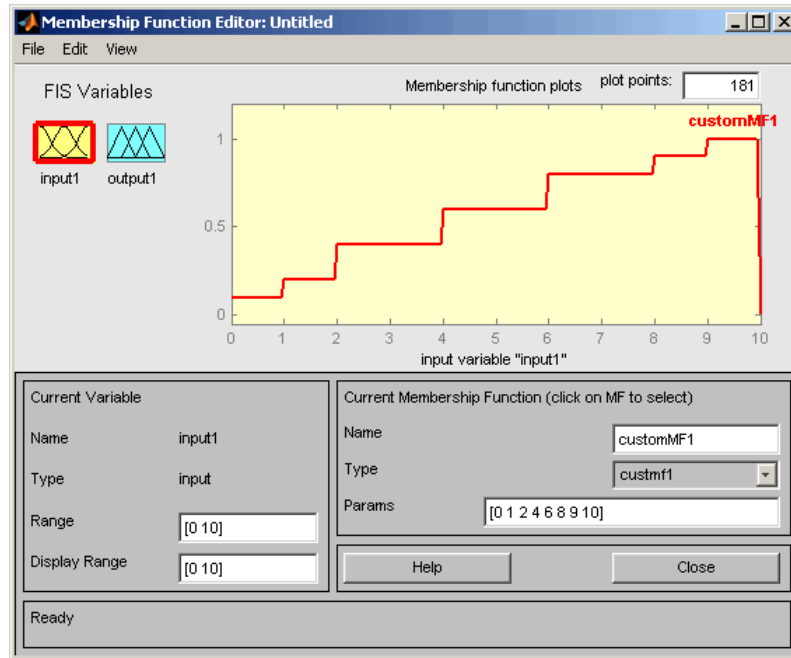 Membership Function Editor: Untitled
File Edit View
FIS Variables
Membership function plots
plot points:
181
customMF1
input1
output1
1
0.5
0
0 1 2 3 4 5 6 7 8 9 10
input variable "input1"
Current Variable
Name input1
Type input
Range [0 10]
Display Range [0 10]
Current Membership Function (click on MF to select)
Name customMF1
Type custmf1
Params [0 1 2 4 6 8 9 10]
Help
Close
Ready